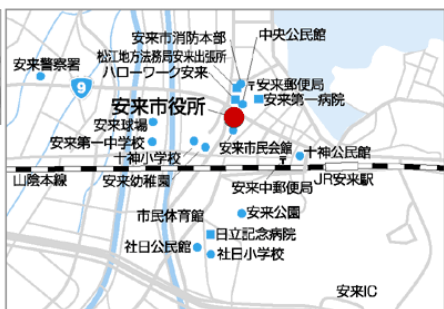 安来市消防本部
中央公民館
松江地方法務局安来出張所
安来警察署
ハローワーク安来
〒安来郵便局
9
安来第一病院
安来市役所
安来球場
安来第一中学校
安来市民会館
十神公民館
十神小学校
〒
山陰本線
安来幼稚園
安来中郵便局
JR安来駅
市民体育館
安来公園
日立記念病院
社日公民館
社日小学校
安来IC